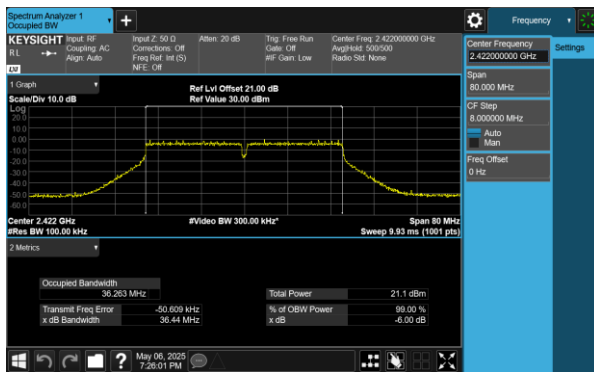 Spectrum Analyzer 1
Occupied BW
Frequency
KEYSIGHT
Input: RF
Coupling: AC
Align: Auto
Input Z: 50 Ω
Corrections: Off
Freq Ref: Int (S)
NFE: Off
Atten: 20 dB
Trig: Free Run
Gate: Off
#IF Gain: Low
Center Freq: 2.422000000 GHz
Avg|Hold: 500/500
Radio Std: None
RL
LXI
Center Frequency
2.422000000 GHz
Settings
Span
80.000 MHz
CF Step
8.000000 MHz
Auto
Man
Freq Offset
0 Hz
1 Graph
Scale/Div 10.0 dB
Ref Lvl Offset 21.00 dB
Ref Value 30.00 dBm
Log
20.0
10.0
0.00
-10.0
-20.0
-30.0
-40.0
-50.0
-60.0
Center 2.422 GHz
#Video BW 300.00 kHz*
Span 80 MHz
#Res BW 100.00 kHz
Sweep 9.93 ms (1001 pts)
2 Metrics
Occupied Bandwidth
36.263 MHz
Total Power 21.1 dBm
Transmit Freq Error -50.609 kHz
% of OBW Power 99.00 %
x dB Bandwidth 36.44 MHz
x dB -6.00 dB
?
May 06, 2025
7:26:01 PM